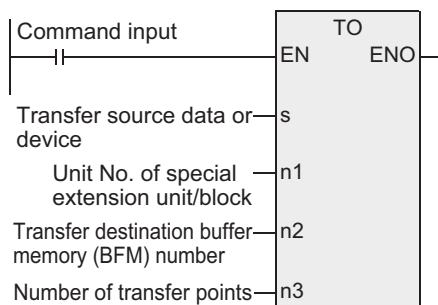 Command input
TO
EN ENO
Transfer source data or
device
s
Unit No. of special
extension unit/block
n1
Transfer destination buffer
memory (BFM) number
n2
Number of transfer points
n3